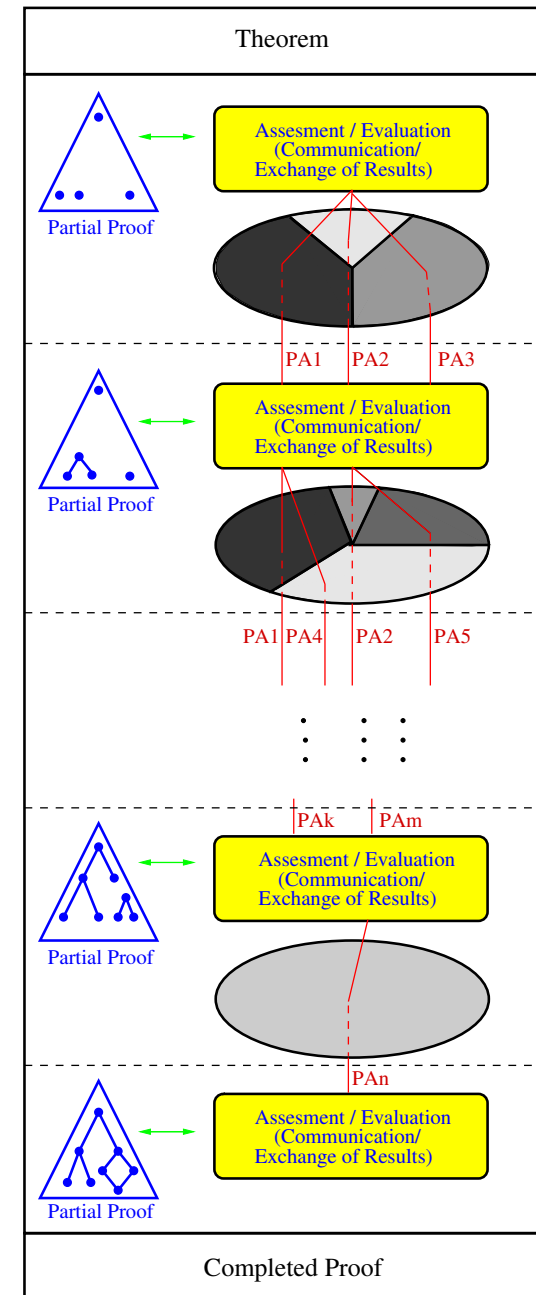 Theorem
Assesment / Evaluation
(Communication/
Exchange of Results)
Partial Proof
PA1 PA2 PA3
Assesment / Evaluation
(Communication/
Exchange of Results)
Partial Proof
PA1 PA4 PA2 PA5
PAk PAm
Assesment / Evaluation
(Communication/
Exchange of Results)
Partial Proof
PAn
Assesment / Evaluation
(Communication/
Exchange of Results)
Partial Proof
Completed Proof